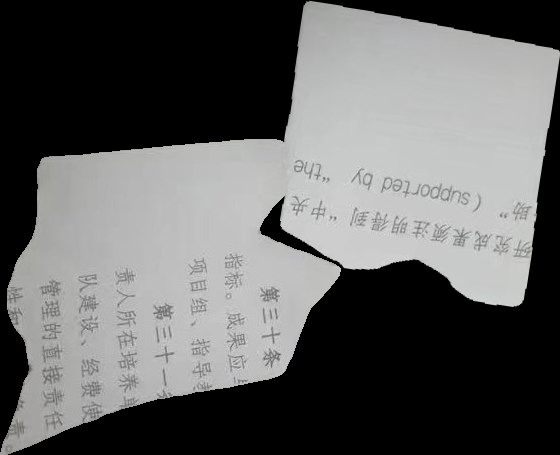 研究成果须注明得到“中央
助”（supported by “the
第三十条
指标。成果应
项目组、指导
第三十一
责人所在培养单
队建设、经费使
管理的直接责任
性和
责。